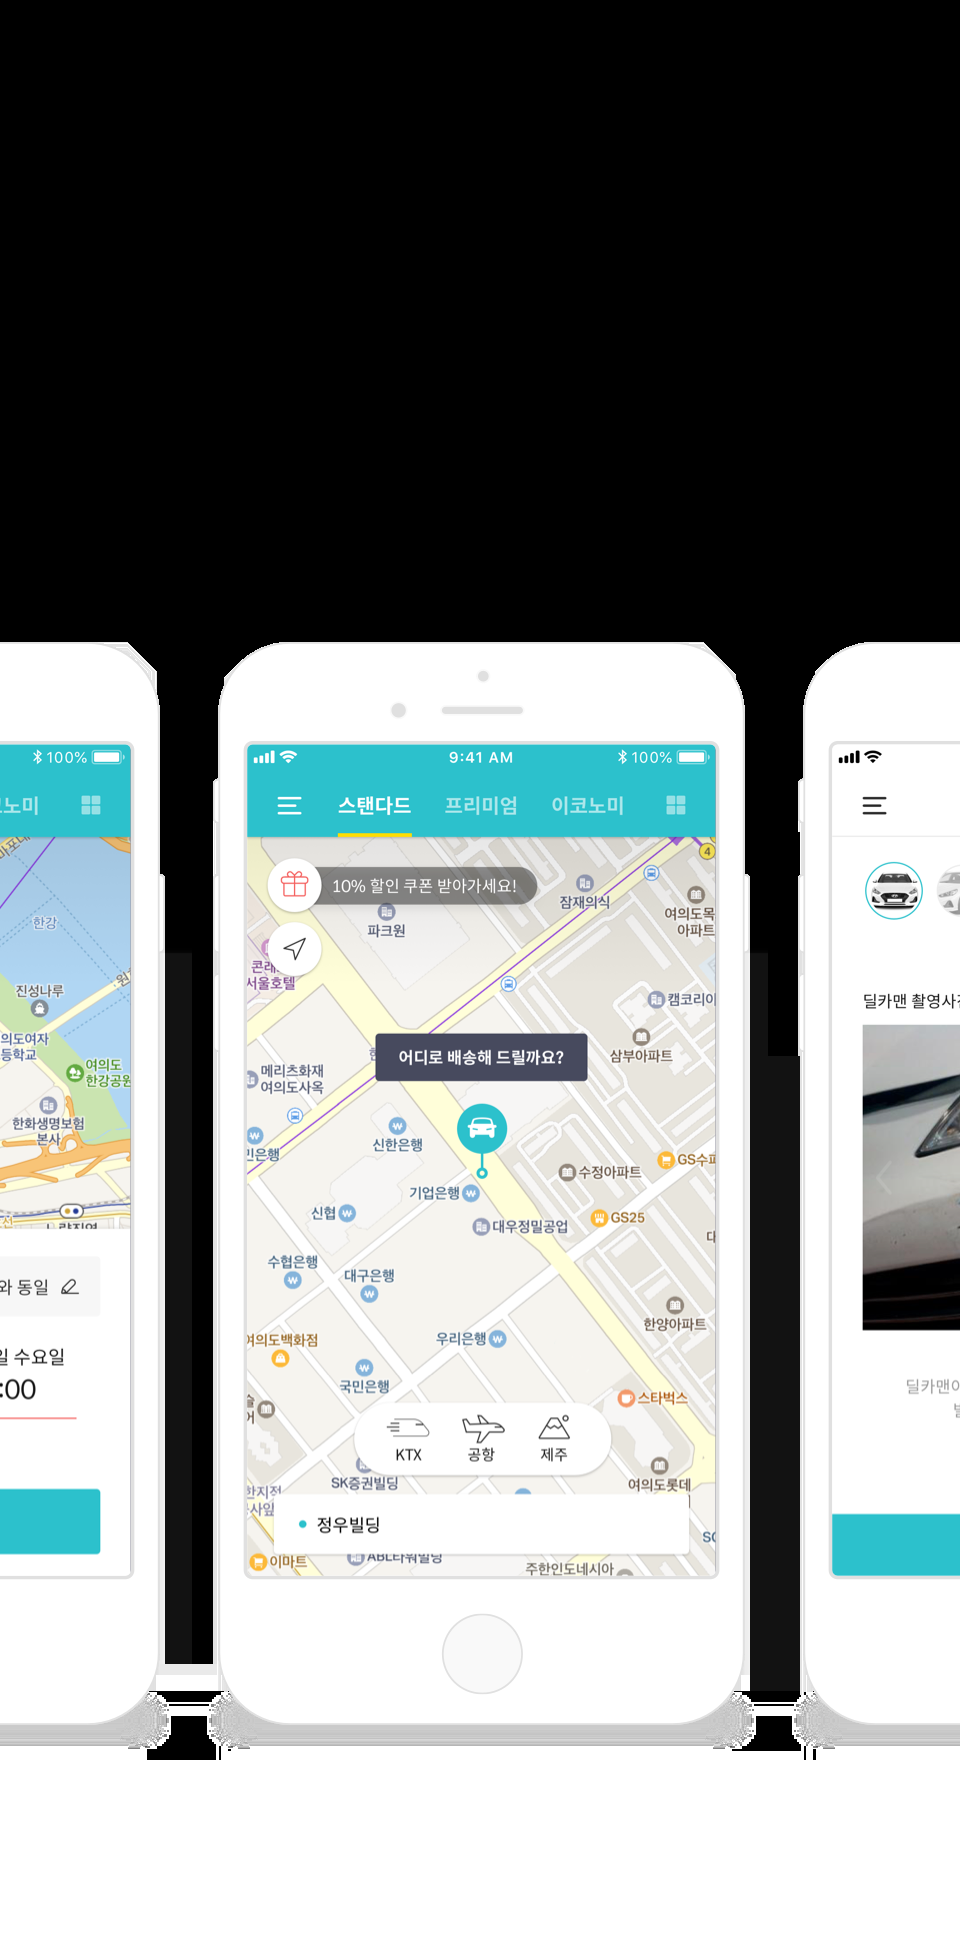 100%
노미
마포대
한강
진성나루
원
의도여자
등학교
여의도
한강공원
한화생명보험
본사
와 동일
일 수요일
:00
9:41 AM
100%
스탠다드
프리미엄
이코노미
10% 할인 쿠폰 받아가세요!
4
잠재의식
파크원
여의도목
아파트
콘래
서울호텔
캠코리아
어디로 배송해 드릴까요?
삼부아파트
메리츠화재
여의도사옥
신한은행
민은행
GS수퍼
수정아파트
기업은행
신협
GS25
대우정밀공업
수협은행
대구은행
한양아파트
여의도백화점
우리은행
국민은행
스타벅스
KTX
공항
제주
SK증권빌딩
여의도롯데
한지적
사앞
정우빌딩
이마트
ABL타워빌딩
주한인도네시아
딜카맨 촬영사진
딜카맨이